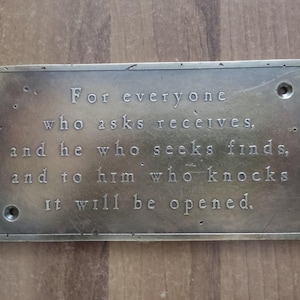 For everyone
who asks receives,
and he who seeks finds,
and to him who knocks
it will be opened.